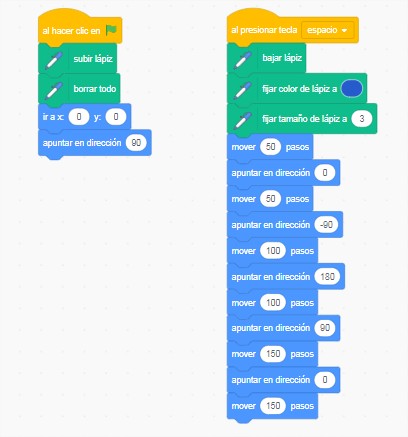 al hacer clic en
subir lápiz
borrar todo
ir a x: 0 y: 0
apuntar en dirección 90
al presionar tecla espacio
bajar lápiz
fijar color de lápiz a
fijar tamaño de lápiz a 3
mover 50 pasos
apuntar en dirección 0
mover 50 pasos
apuntar en dirección -90
mover 100 pasos
apuntar en dirección 180
mover 100 pasos
apuntar en dirección 90
mover 150 pasos
apuntar en dirección 0
mover 150 pasos